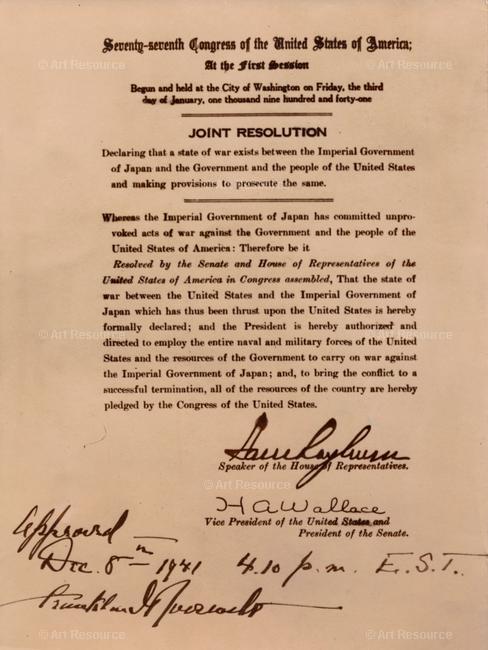 Seventy-seventh Congress of the United States of America;
At the First Session
Begun and held at the City of Washington on Friday, the third
day of January, one thousand nine hundred and forty-one
JOINT RESOLUTION
Declaring that a state of war exists between the Imperial Government
of Japan and the Government and the people of the United States
and making provisions to prosecute the same.
Whereas the Imperial Government of Japan has committed unpro-
voked acts of war against the Government and the people of the
United States of America: Therefore be it
Resolved by the Senate and House of Representatives of the
United States of America in Congress assembled, That the state of
war between the United States and the Imperial Government of
Japan which has thus been thrust upon the United States is hereby
formally declared; and the President is hereby authorized and
directed to employ the entire naval and military forces of the United
States and the resources of the Government to carry on war against
the Imperial Government of Japan; and, to bring the conflict to a
successful termination, all of the resources of the country are hereby
pledged by the Congress of the United States.
Sam Rayburn
Speaker of the House of Representatives.
H A Wallace
Vice President of the United States and
President of the Senate.
Approved
Dec. 8th 1941 4.10 p.m. E.S.T.
Franklin D Roosevelt
© Art Resource
© Art Resource
© Art Resource
© Art Resource
© Art Resource
© Art Resource
© Art Resource